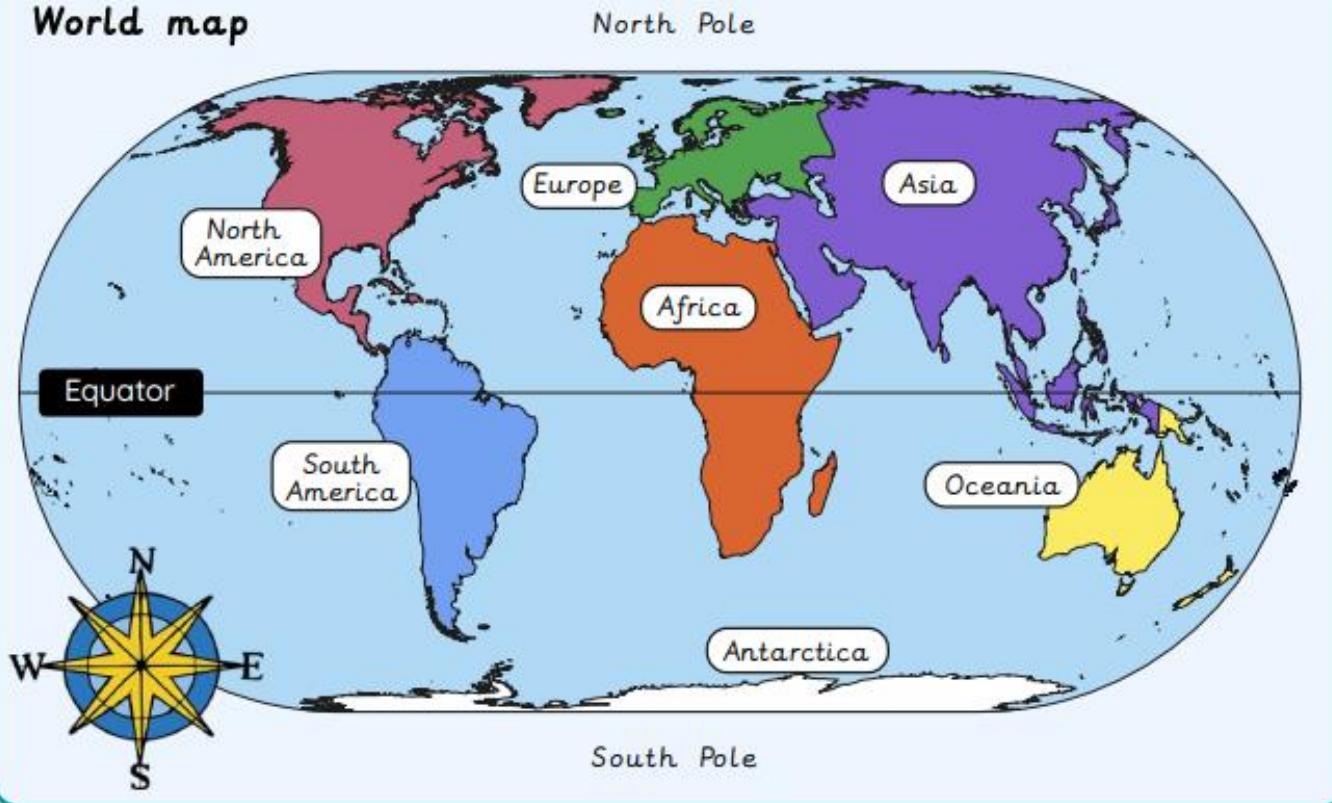 World map
North Pole
Europe
Asia
North
America
Africa
Equator
South
America
Oceania
N
W
E
S
Antarctica
South Pole